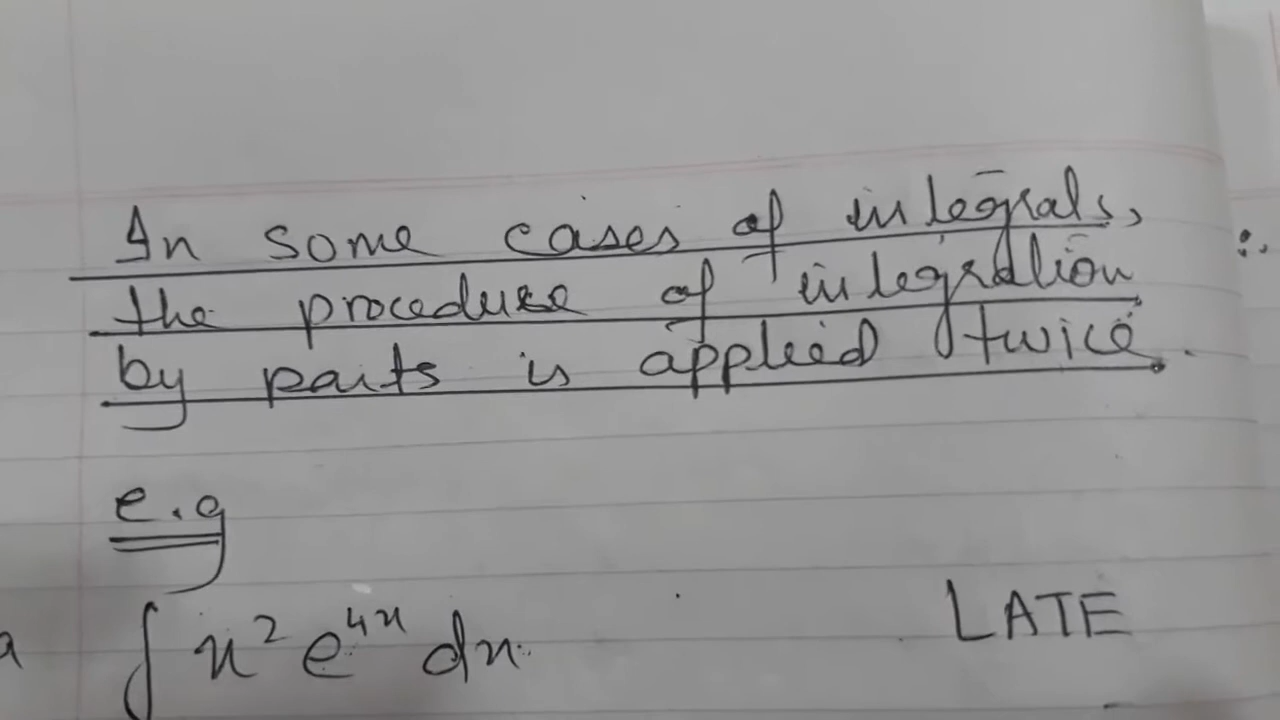 In some cases of integrals,
the procedure of integration
by parts is applied twice.
e.g
∫ x² e⁴ˣ dx
LATE